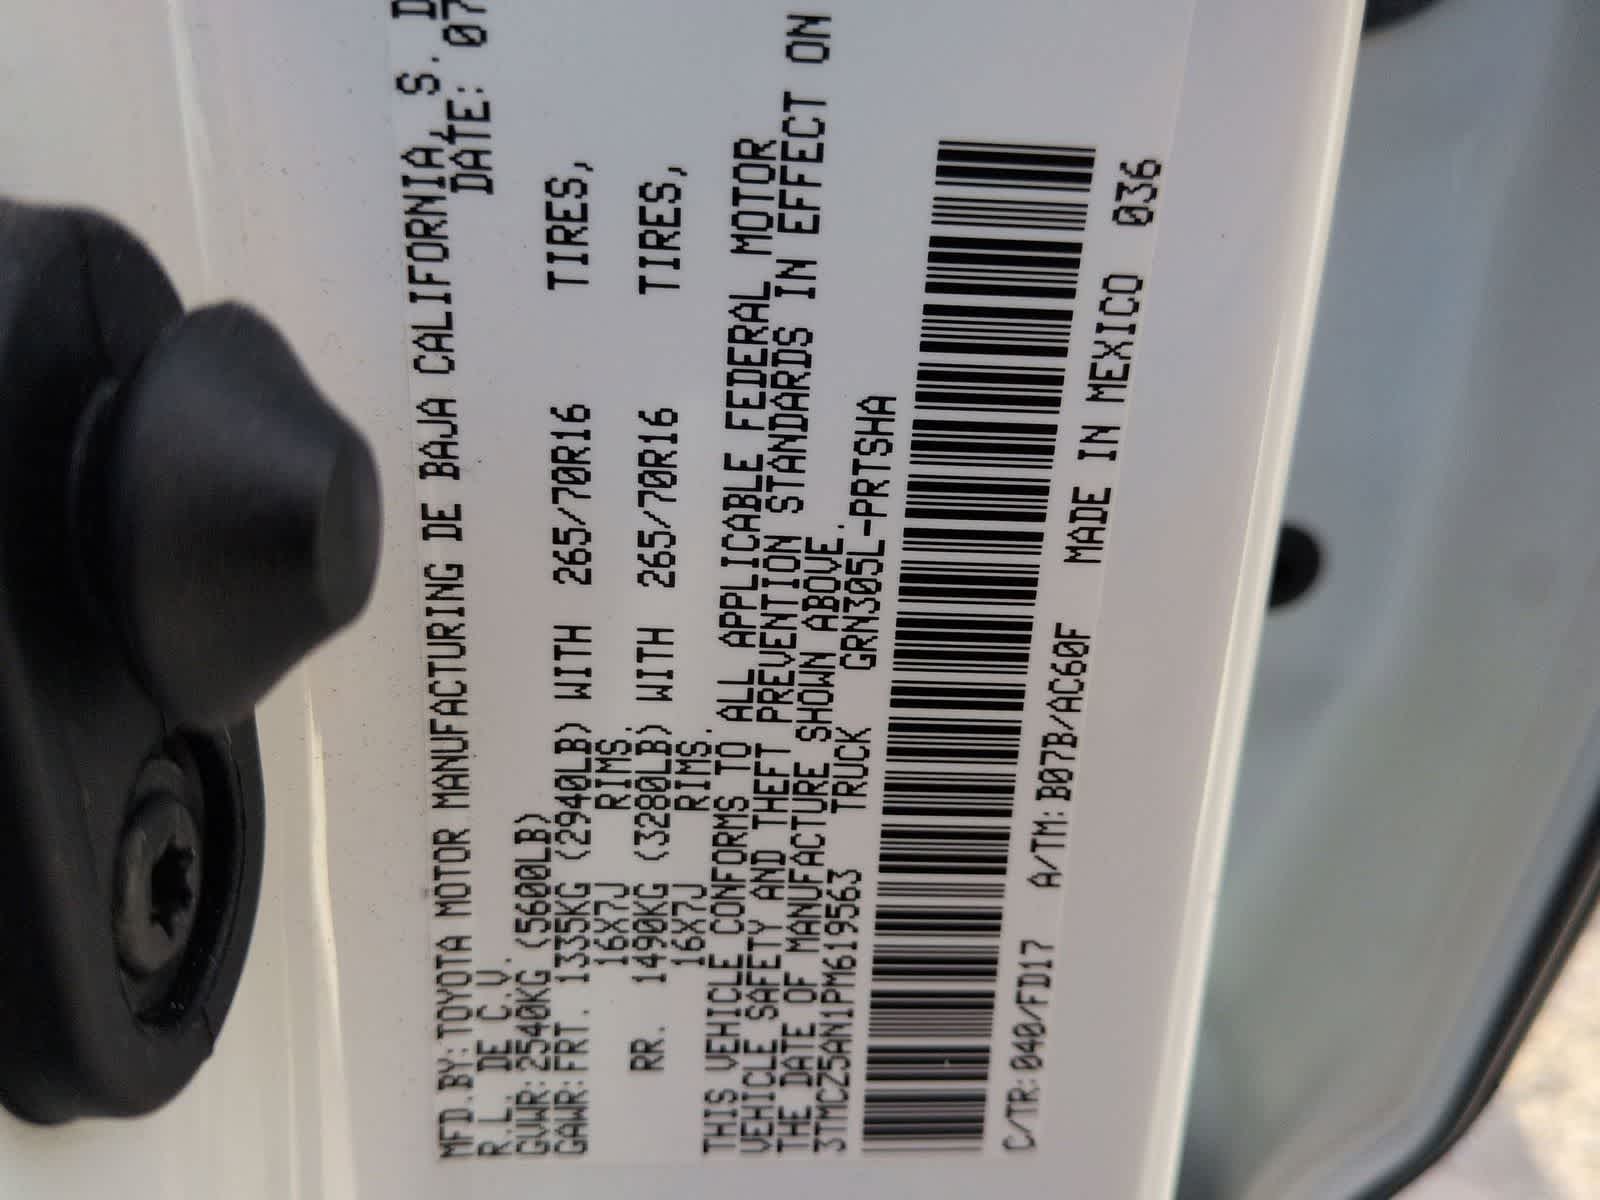 MFD.BY:TOYOTA MOTOR MANUFACTURING DE BAJA CALIFORNIA, S. D
R.L. DE C.V. DATE: 07
GVWR:2540KG (5600LB)
GAWR:FRT. 1335KG (2940LB) WITH 265/70R16 TIRES,
16X7J RIMS,
RR. 1490KG (3280LB) WITH 265/70R16 TIRES,
16X7J RIMS.
THIS VEHICLE CONFORMS TO ALL APPLICABLE FEDERAL MOTOR
VEHICLE SAFETY AND THEFT PREVENTION STANDARDS IN EFFECT ON
THE DATE OF MANUFACTURE SHOWN ABOVE.
3TMCZ5AN1PM619563 TRUCK GRN305L-PRTSHA
C/TR:040/FD17 A/TM:B07B/AC60F MADE IN MEXICO 036